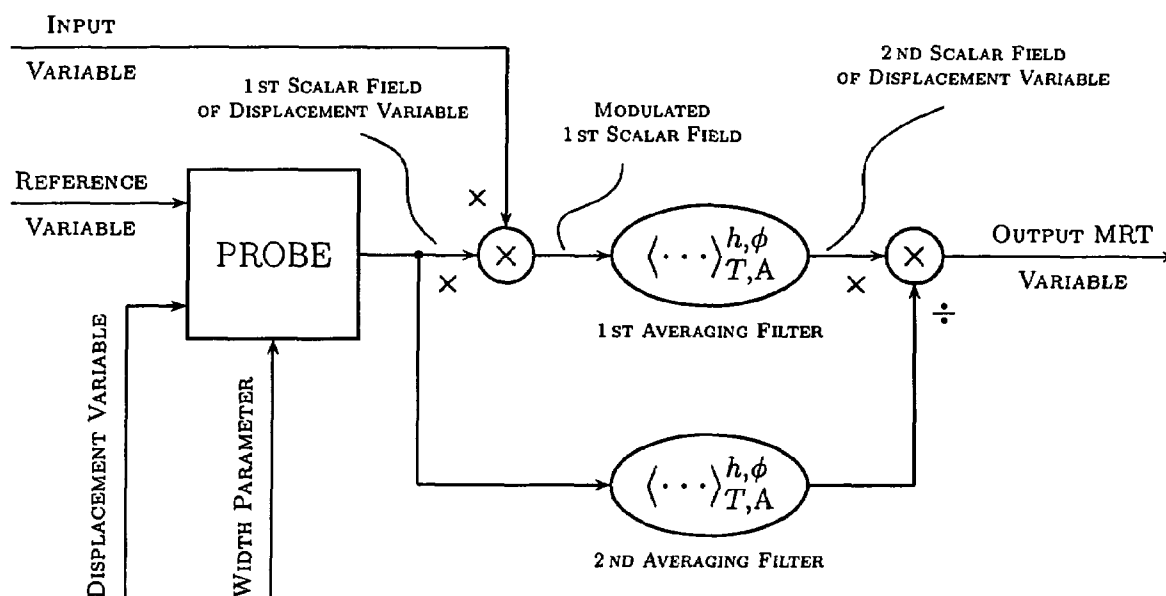 INPUT
VARIABLE
1ST SCALAR FIELD
OF DISPLACEMENT VARIABLE
MODULATED
1ST SCALAR FIELD
2ND SCALAR FIELD
OF DISPLACEMENT VARIABLE
REFERENCE
VARIABLE
PROBE
×
×
×
⟨···⟩h,ϕ
T,A
1ST AVERAGING FILTER
×
×
÷
OUTPUT MRT
VARIABLE
DISPLACEMENT VARIABLE
WIDTH PARAMETER
⟨···⟩h,ϕ
T,A
2ND AVERAGING FILTER